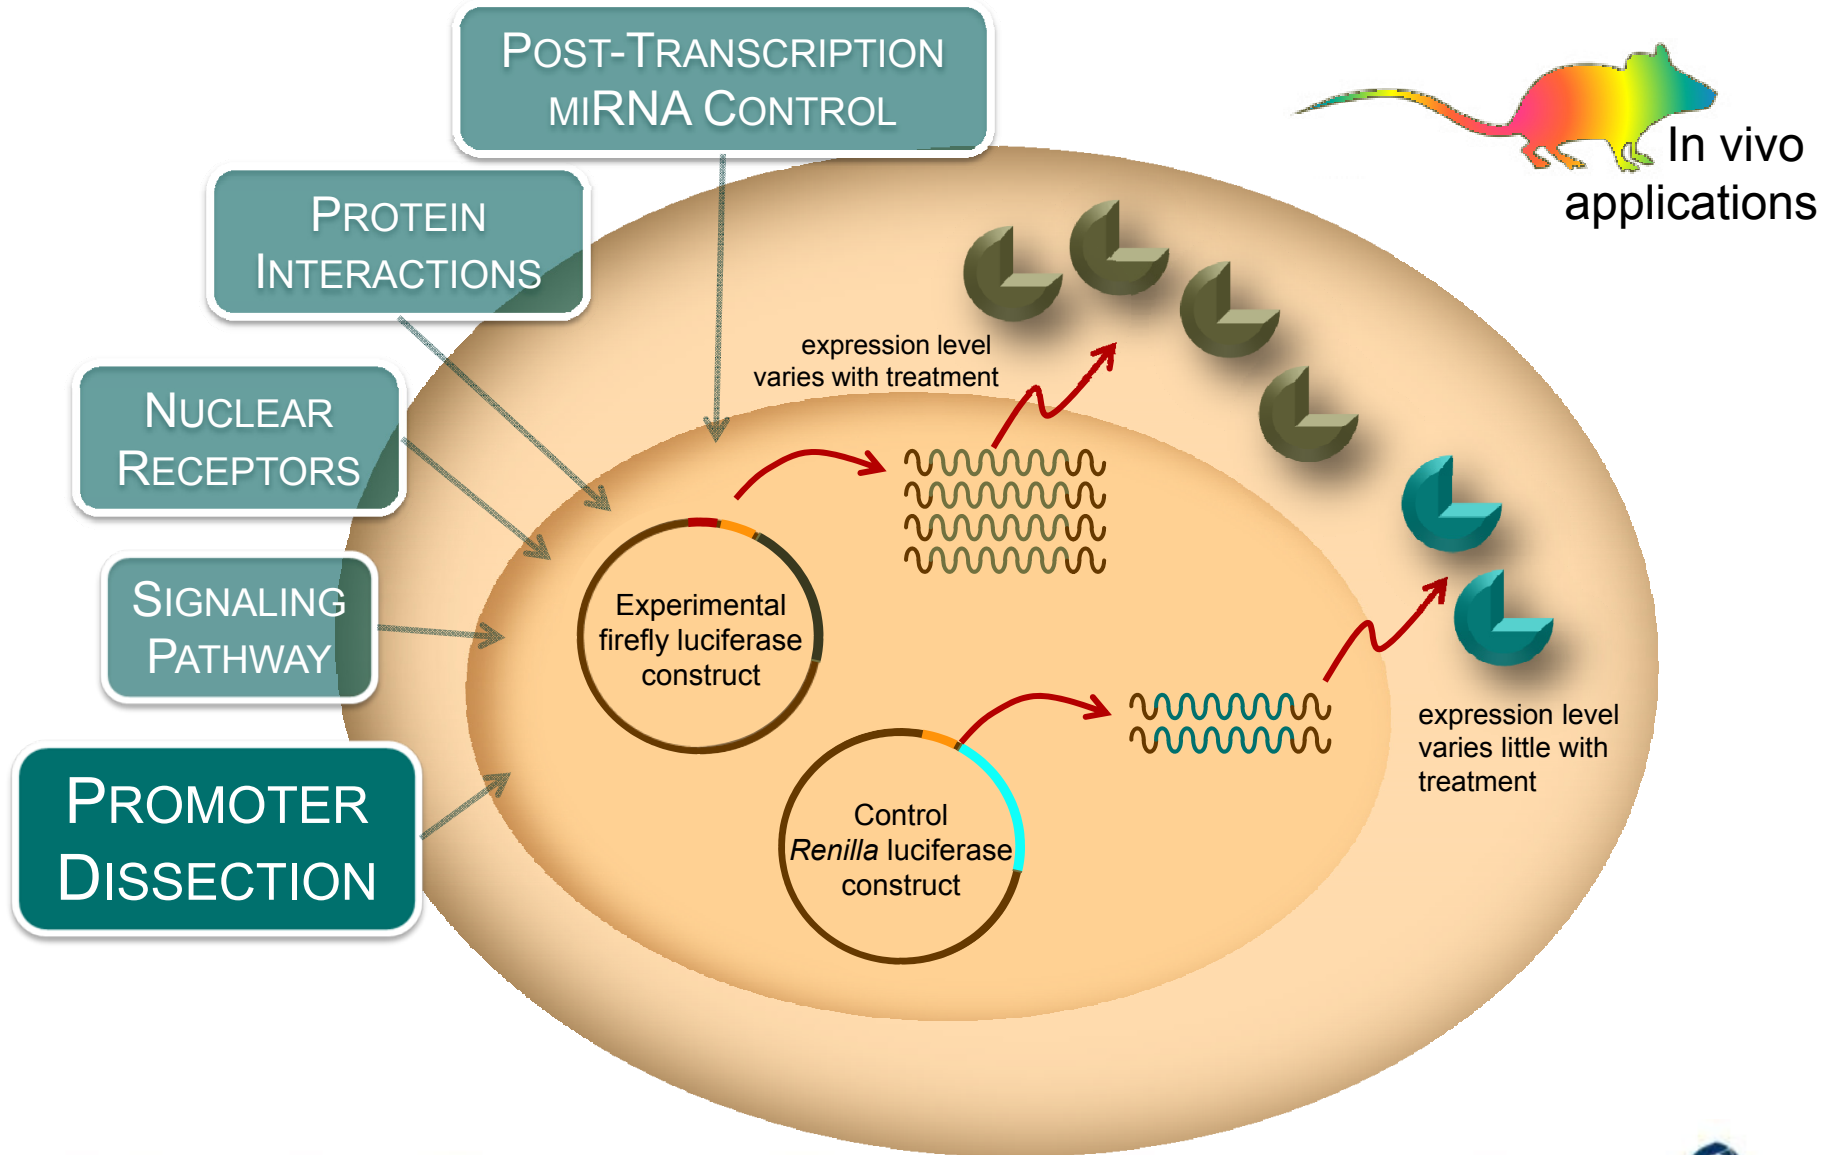 POST-TRANSCRIPTION
MIRNA CONTROL
In vivo
applications
PROTEIN
INTERACTIONS
expression level
varies with treatment
NUCLEAR
RECEPTORS
Experimental
firefly luciferase
construct
SIGNALING
PATHWAY
expression level
varies little with
treatment
PROMOTER
DISSECTION
Control
Renilla luciferase
construct